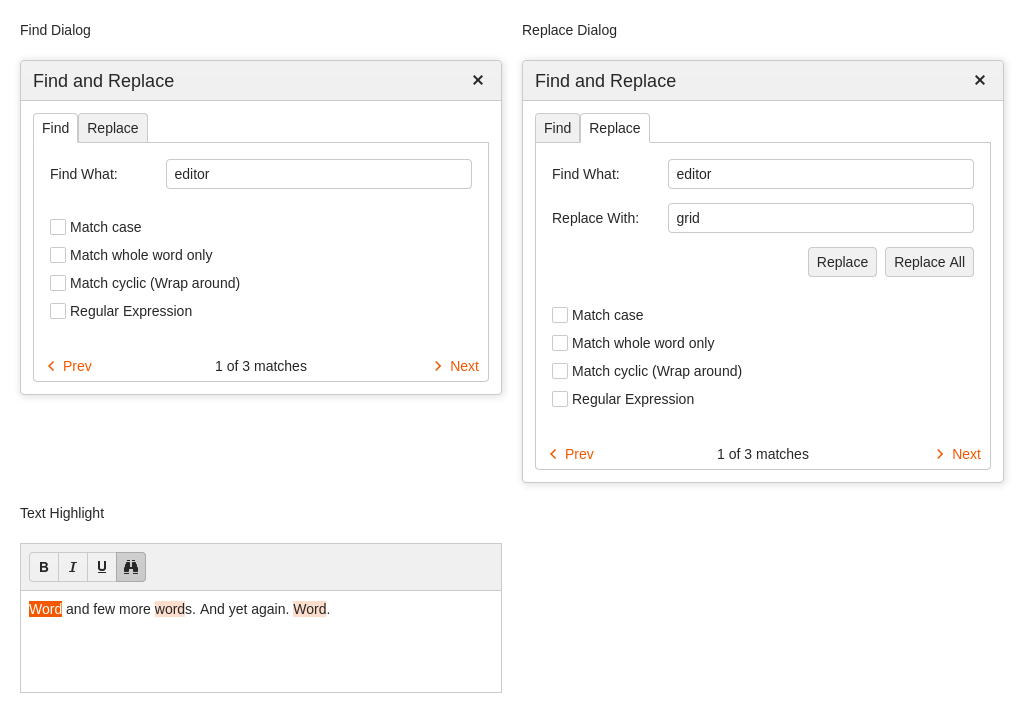 Find Dialog
Find and Replace
Find Replace
Find What: editor
Match case
Match whole word only
Match cyclic (Wrap around)
Regular Expression
Prev 1 of 3 matches Next
Replace Dialog
Find and Replace
Find Replace
Find What: editor
Replace With: grid
Replace Replace All
Match case
Match whole word only
Match cyclic (Wrap around)
Regular Expression
Prev 1 of 3 matches Next
Text Highlight
B I U
Word and few more words. And yet again. Word.